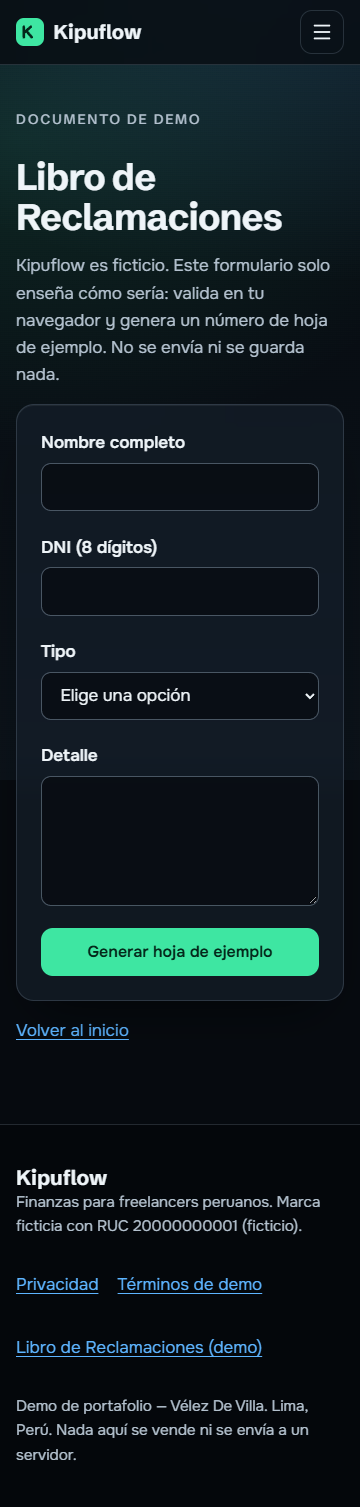 Kipuflow
DOCUMENTO DE DEMO
Libro de
Reclamaciones
Kipuflow es ficticio. Este formulario solo
enseña cómo sería: valida en tu
navegador y genera un número de hoja
de ejemplo. No se envía ni se guarda
nada.
Nombre completo
DNI (8 dígitos)
Tipo
Elige una opción
Detalle
Generar hoja de ejemplo
Volver al inicio
Kipuflow
Finanzas para freelancers peruanos. Marca
ficticia con RUC 20000000001 (ficticio).
Privacidad Términos de demo
Libro de Reclamaciones (demo)
Demo de portafolio — Vélez De Villa. Lima,
Perú. Nada aquí se vende ni se envía a un
servidor.